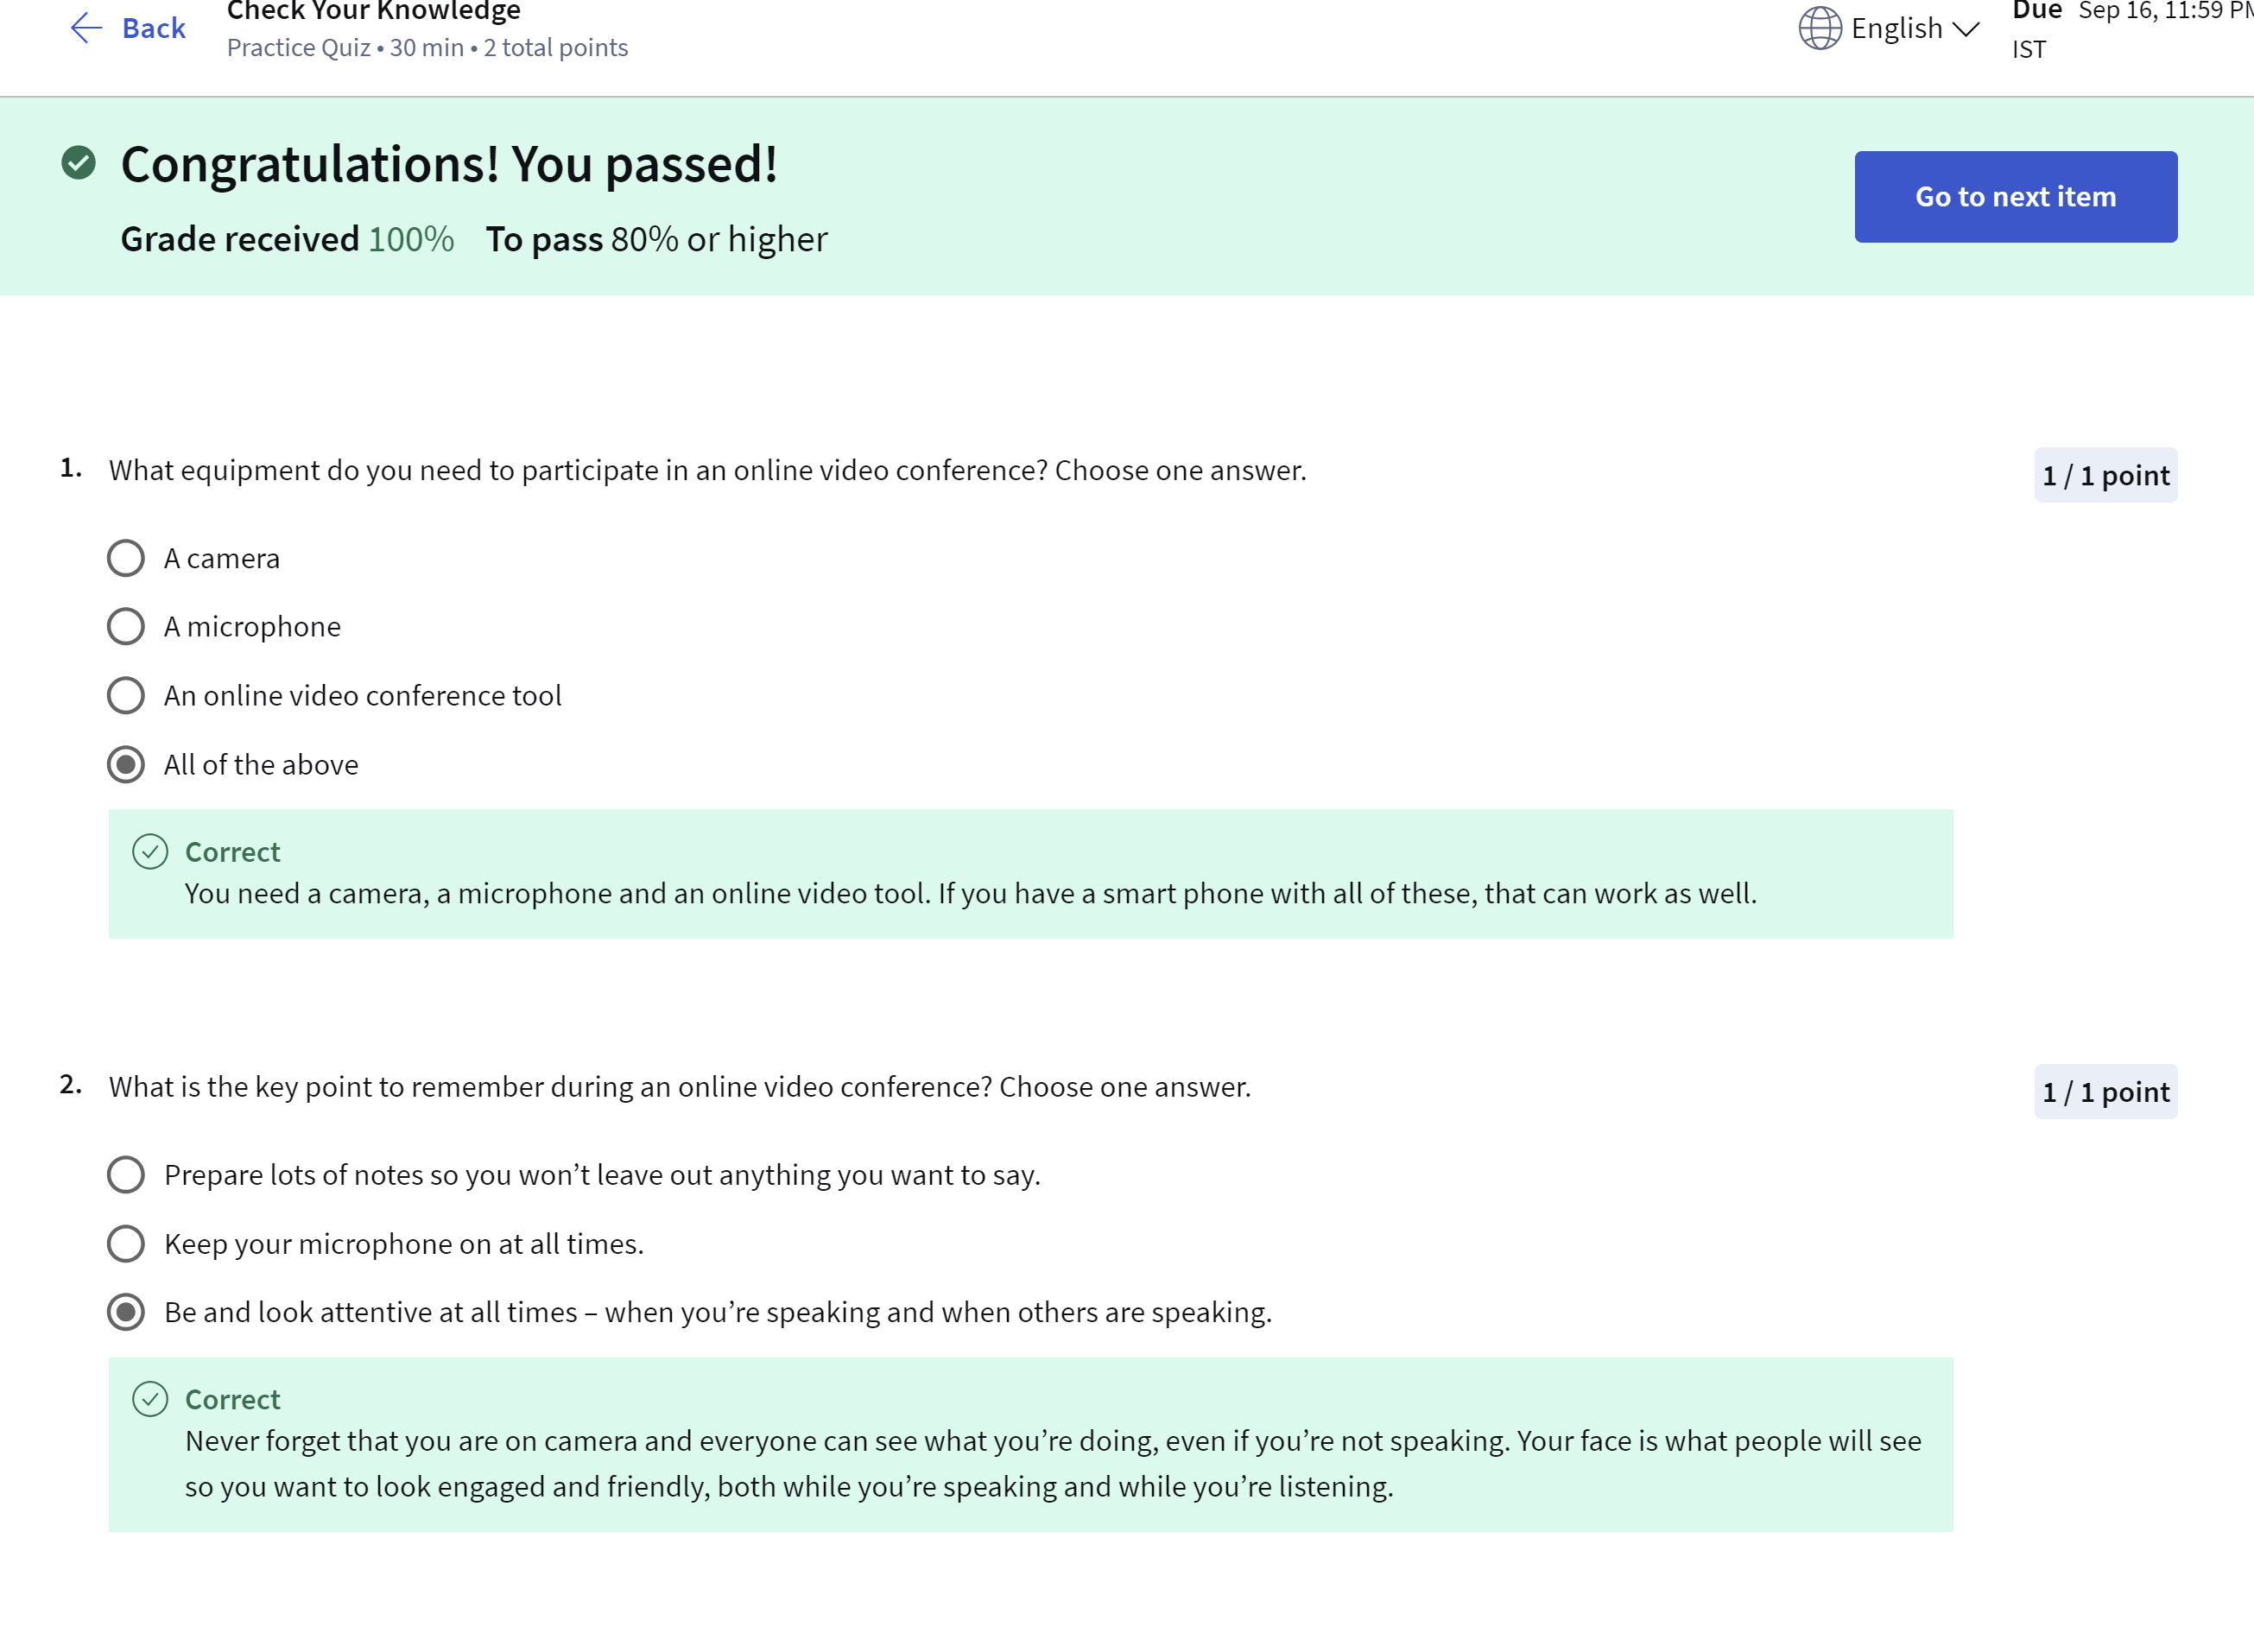 Back
Check Your Knowledge
Practice Quiz • 30 min • 2 total points
English
Due Sep 16, 11:59 PM
IST
Congratulations! You passed!
Grade received 100% To pass 80% or higher
Go to next item
1. What equipment do you need to participate in an online video conference? Choose one answer.
1 / 1 point
A camera
A microphone
An online video conference tool
All of the above
Correct
You need a camera, a microphone and an online video tool. If you have a smart phone with all of these, that can work as well.
2. What is the key point to remember during an online video conference? Choose one answer.
1 / 1 point
Prepare lots of notes so you won’t leave out anything you want to say.
Keep your microphone on at all times.
Be and look attentive at all times – when you’re speaking and when others are speaking.
Correct
Never forget that you are on camera and everyone can see what you’re doing, even if you’re not speaking. Your face is what people will see
so you want to look engaged and friendly, both while you’re speaking and while you’re listening.